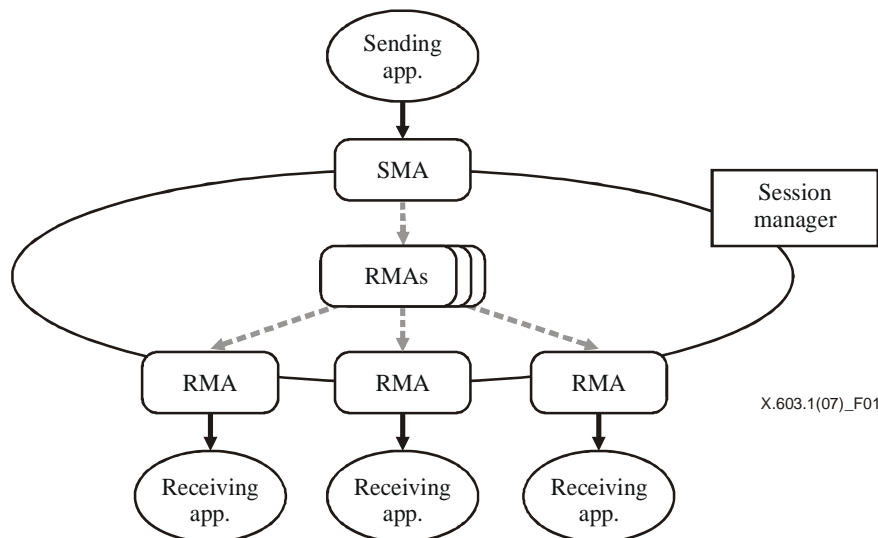 Sending
app.
SMA
Session
manager
RMAs
RMA
RMA
RMA
X.603.1(07)_F01
Receiving
app.
Receiving
app.
Receiving
app.